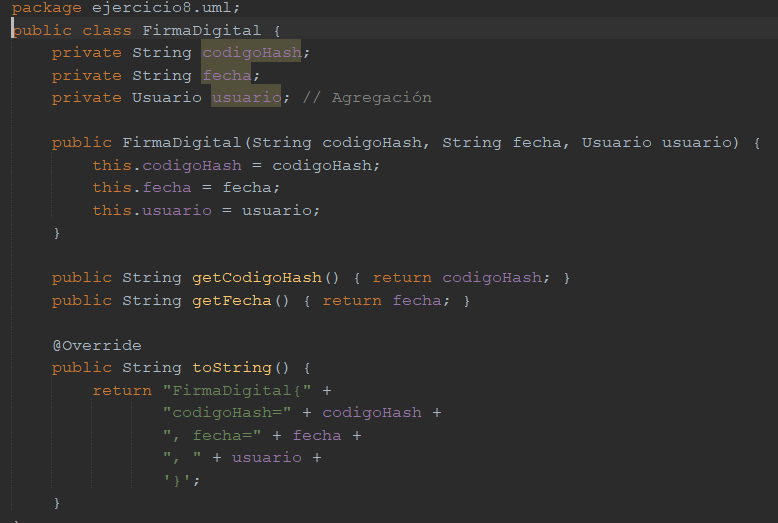 package ejercicio8.uml;
public class FirmaDigital {
    private String codigoHash;
    private String fecha;
    private Usuario usuario; // Agregación

    public FirmaDigital(String codigoHash, String fecha, Usuario usuario) {
        this.codigoHash = codigoHash;
        this.fecha = fecha;
        this.usuario = usuario;
    }

    public String getCodigoHash() { return codigoHash; }
    public String getFecha() { return fecha; }

    @Override
    public String toString() {
        return "FirmaDigital{" +
               "codigoHash=" + codigoHash +
               ", fecha=" + fecha +
               ", " + usuario +
               '}';
    }